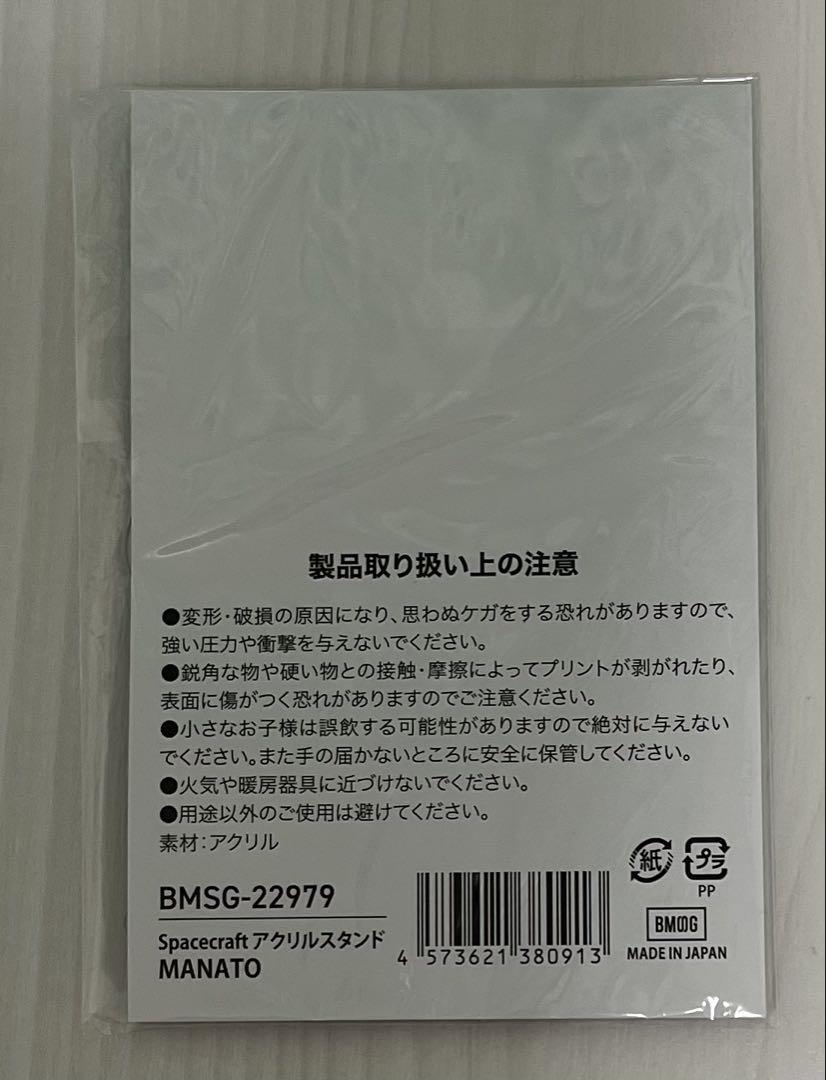 製品取り扱い上の注意
●変形・破損の原因になり、思わぬケガをする恐れがありますので、
強い圧力や衝撃を与えないでください。
●鋭角な物や硬い物との接触・摩擦によってプリントが剥がれたり、
表面に傷がつく恐れがありますのでご注意ください。
●小さなお子様は誤飲する可能性がありますので絶対に与えない
でください。また手の届かないところに安全に保管してください。
●火気や暖房器具に近づけないでください。
●用途以外のご使用は避けてください。
素材：アクリル
紙
プラ
PP
BMSG-22979
Spacecraft アクリルスタンド
MANATO
4 573621 380913
BMSG
MADE IN JAPAN